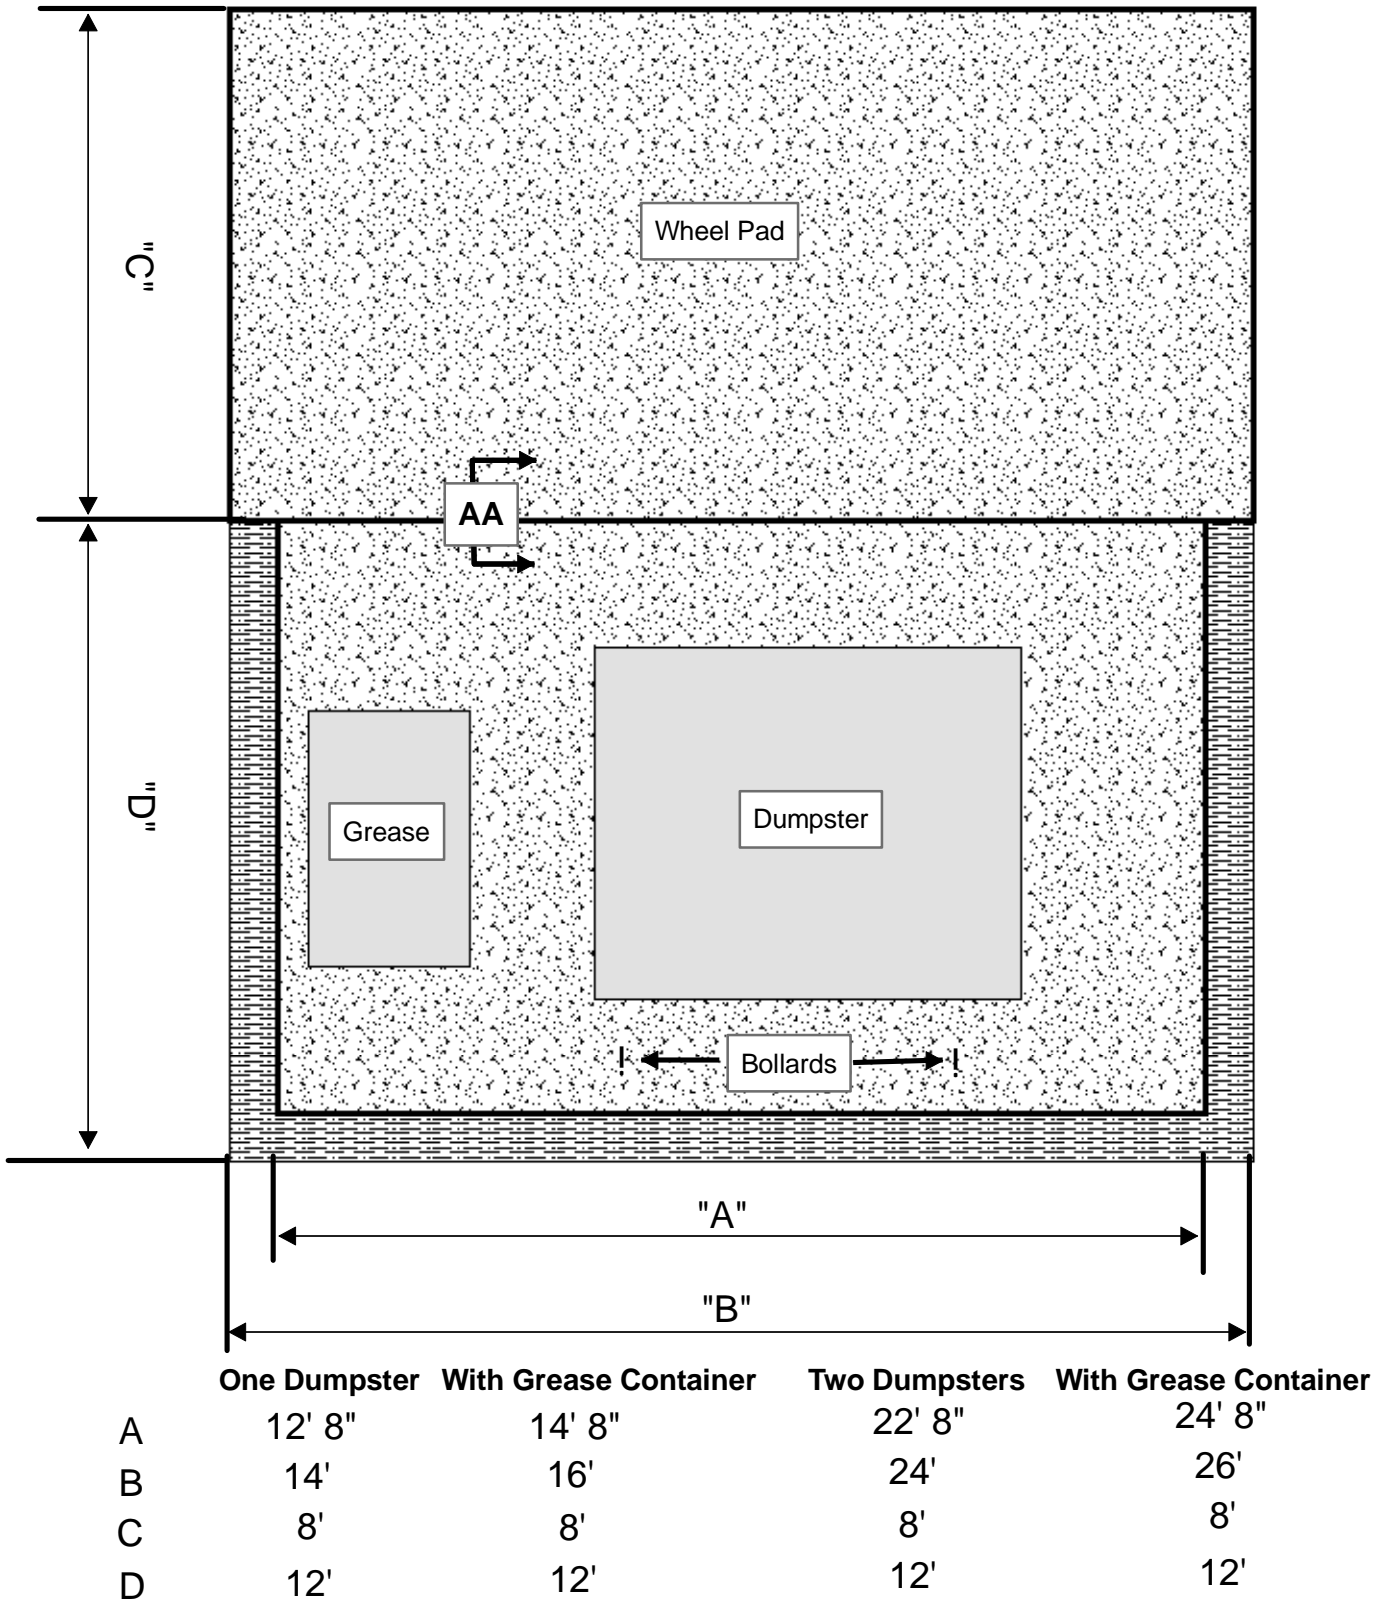 Wheel Pad
"C"
AA
"D"
Grease
Dumpster
Bollards
"A"
"B"
One Dumpster With Grease Container Two Dumpsters With Grease Container
A 12' 8" 14' 8" 22' 8" 24' 8"
B 14' 16' 24' 26'
C 8' 8' 8' 8'
D 12' 12' 12' 12'